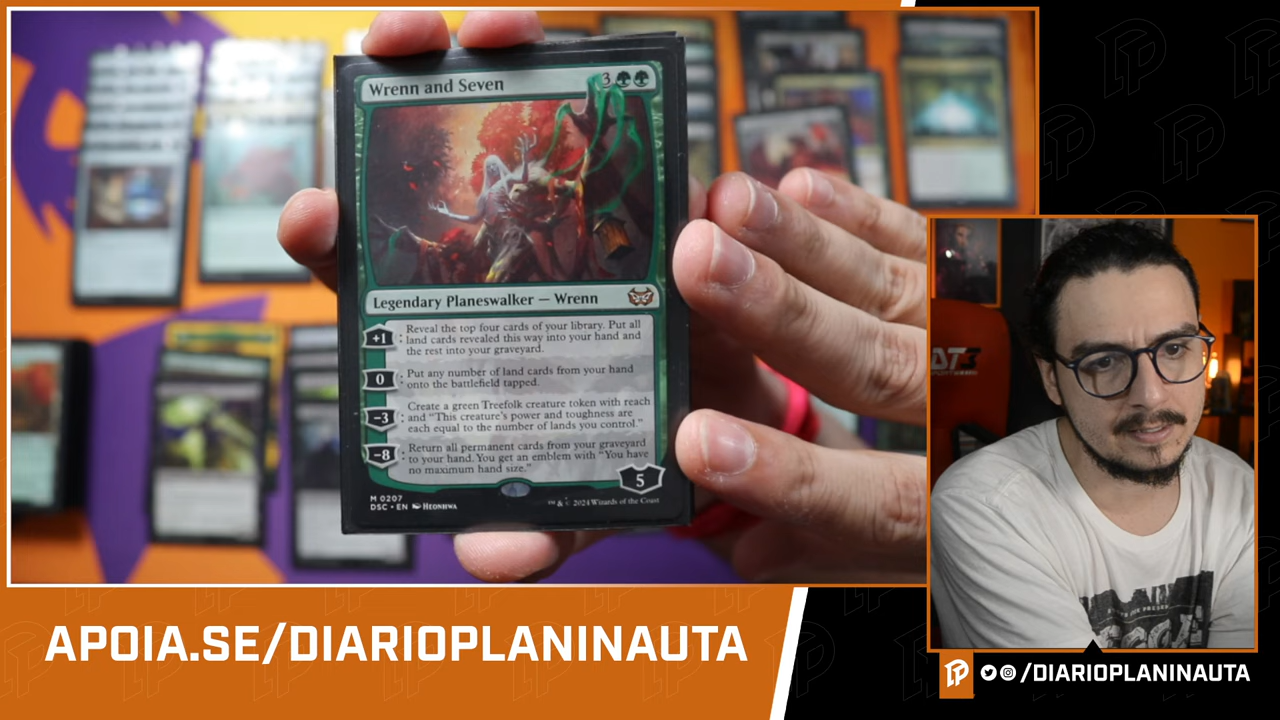 Wrenn and Seven
3
Legendary Planeswalker — Wrenn
+1
: Reveal the top four cards of your library. Put all
land cards revealed this way into your hand and
the rest into your graveyard.
0
: Put any number of land cards from your hand
onto the battlefield tapped.
−3
: Create a green Treefolk creature token with reach
and "This creature's power and toughness are
each equal to the number of lands you control."
−8
: Return all permanent cards from your graveyard
to your hand. You get an emblem with "You have
no maximum hand size."
5
M 0207
DSC • EN HEONHWA
™ & © 2024 Wizards of the Coast
APOIA.SE/DIARIOPLANINAUTA
/DIARIOPLANINAUTA